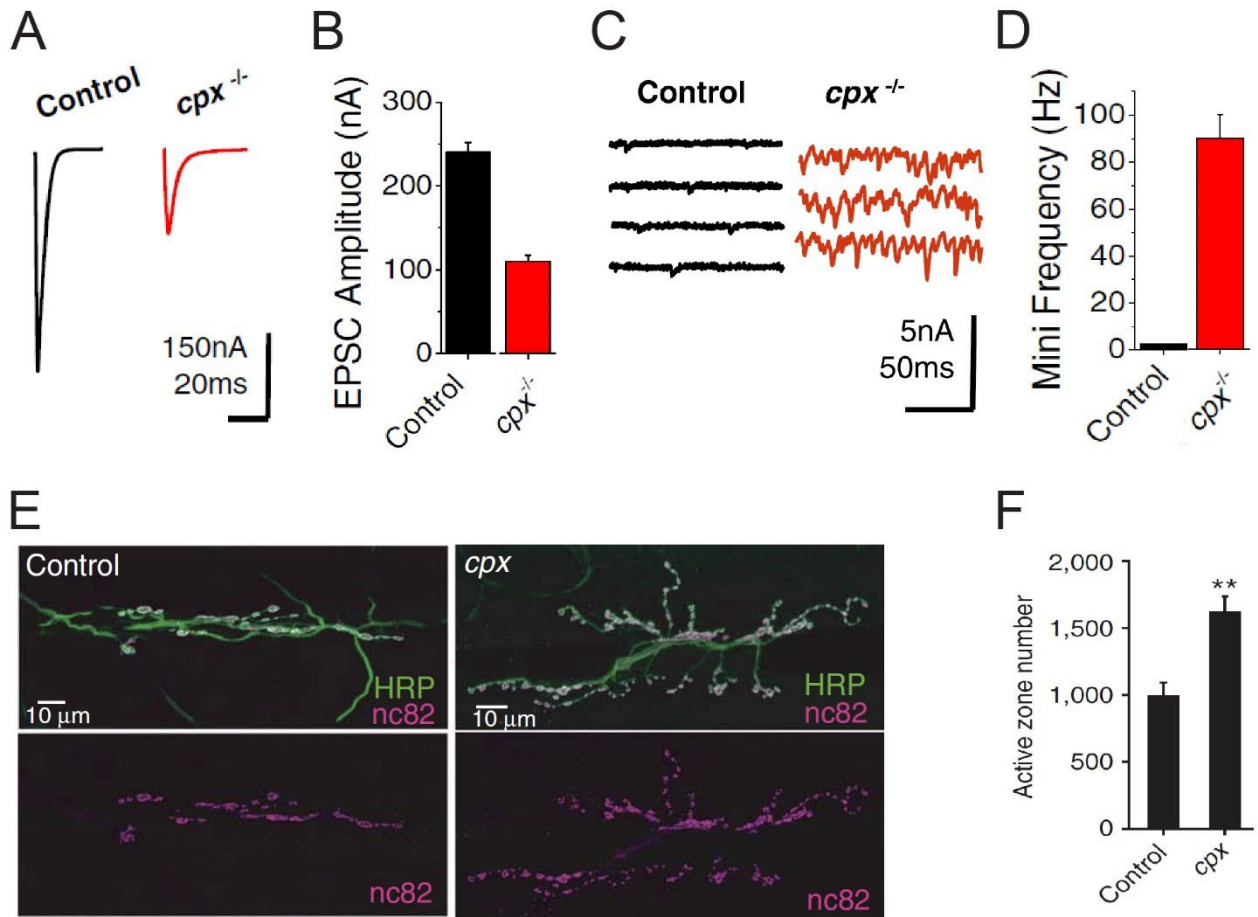 A
Control
cpx -/-
150nA
20ms
B
EPSC Amplitude (nA)
300
200
100
0
Control
cpx-/-
C
Control
cpx -/-
5nA
50ms
D
Mini Frequency (Hz)
100
80
60
40
20
0
Control
cpx-/-
E
Control
HRP
nc82
10 µm
cpx
HRP
nc82
10 µm
nc82
nc82
F
Active zone number
2,000
1,500
1,000
500
0
**
Control
cpx